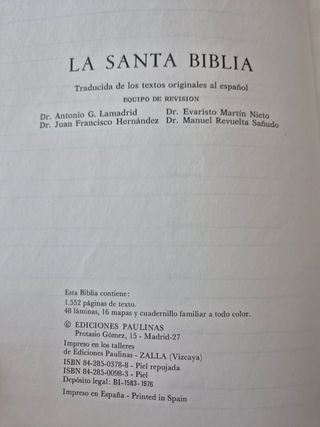 LA SANTA BIBLIA
Traducida de los textos originales al español
EQUIPO DE REVISION
Dr. Antonio G. Lamadrid Dr. Evaristo Martín Nieto
Dr. Juan Francisco Hernández Dr. Manuel Revuelta Sañudo
Esta Biblia contiene:
1.552 páginas de texto.
48 láminas, 16 mapas y cuadernillo familiar a todo color.
© EDICIONES PAULINAS
Protasio Gómez, 15 - Madrid-27
Impreso en los talleres
de Ediciones Paulinas - ZALLA (Vizcaya)
ISBN 84-285-0378-8 - Piel repujada
ISBN 84-285-0098-3 - Piel
Depósito legal: BI-1583-1976
Impreso en España - Printed in Spain